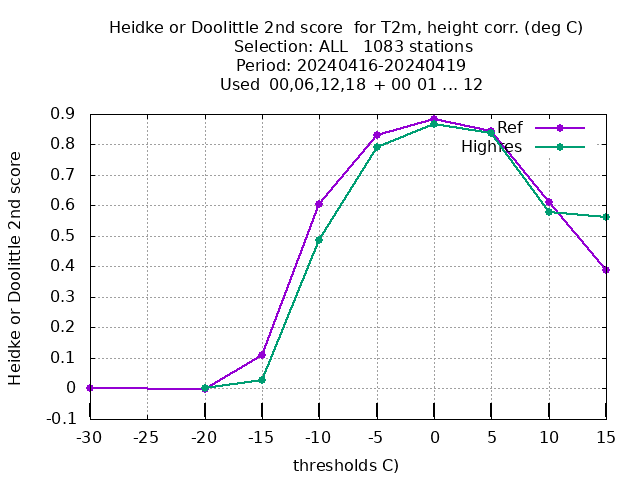 Heidke or Doolittle 2nd score  for T2m, height corr. (deg C)
Selection: ALL   1083 stations
Period: 20240416-20240419
Used  00,06,12,18  + 00 01 ... 12
Heidke or Doolittle 2nd score
0.9
0.8
0.7
0.6
0.5
0.4
0.3
0.2
0.1
0
-0.1
Ref
Highres
-30 -25 -20 -15 -10 -5 0 5 10 15
thresholds C)